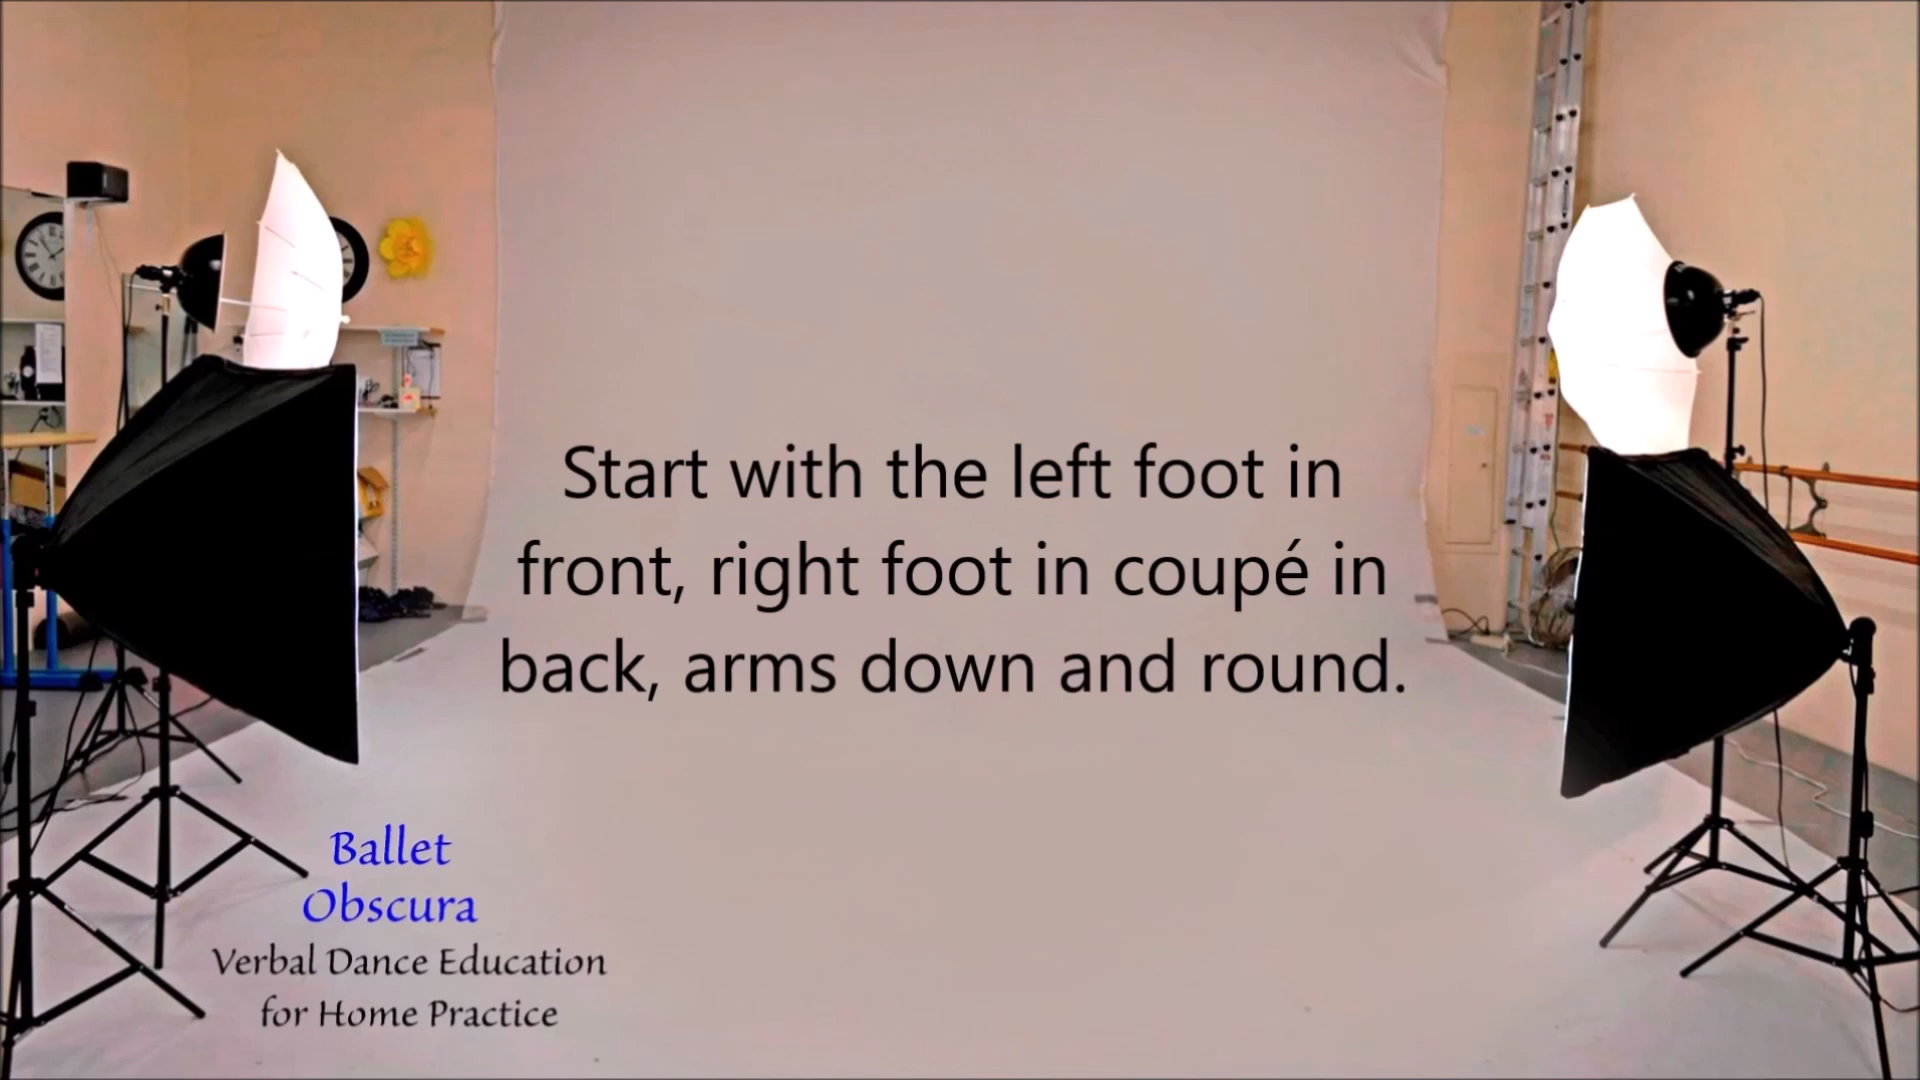 Start with the left foot in
front, right foot in coupé in
back, arms down and round.
Ballet
Obscura
Verbal Dance Education
for Home Practice